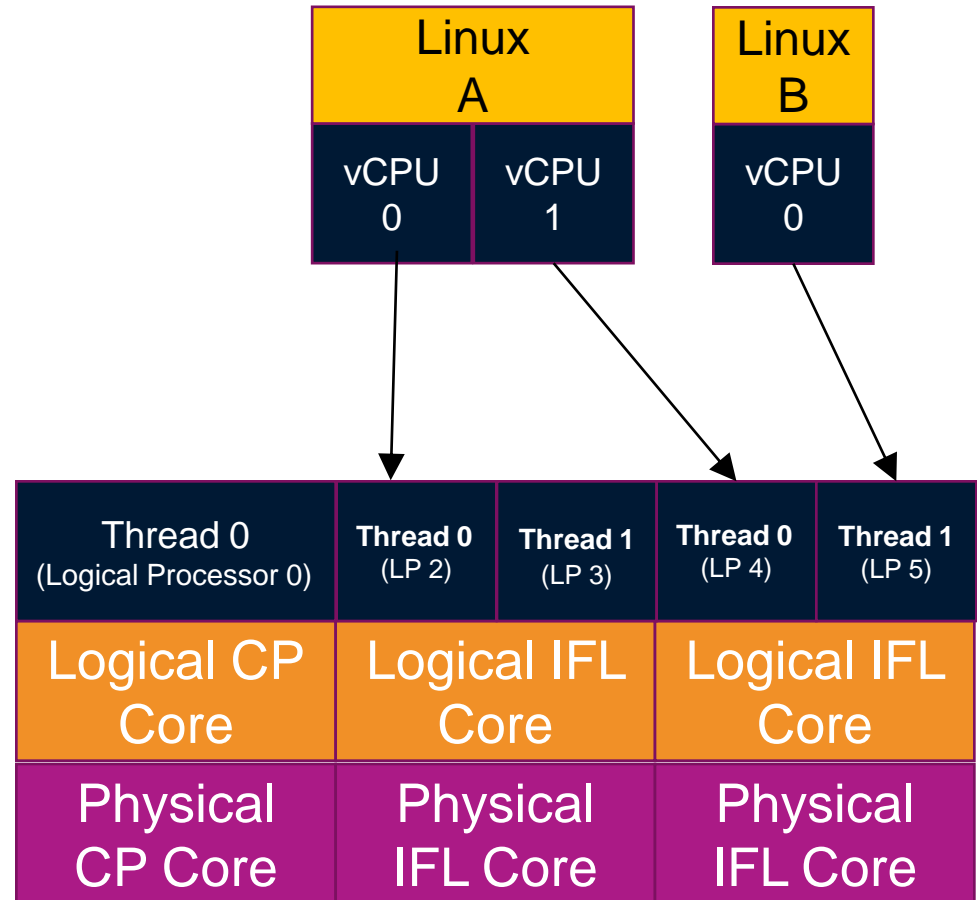 Linux
A
Linux
B
vCPU
0
vCPU
1
vCPU
0
Thread 0
(Logical Processor 0)
Thread 0
(LP 2)
Thread 1
(LP 3)
Thread 0
(LP 4)
Thread 1
(LP 5)
Logical CP
Core
Logical IFL
Core
Logical IFL
Core
Physical
CP Core
Physical
IFL Core
Physical
IFL Core